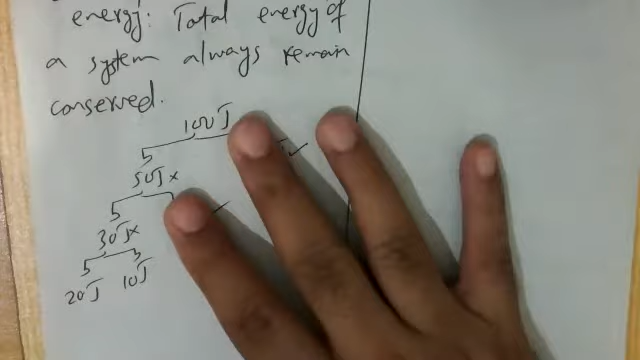 energy: Total energy of
a system always remain
conserved.
100J
50J x
30J x
20J 10J